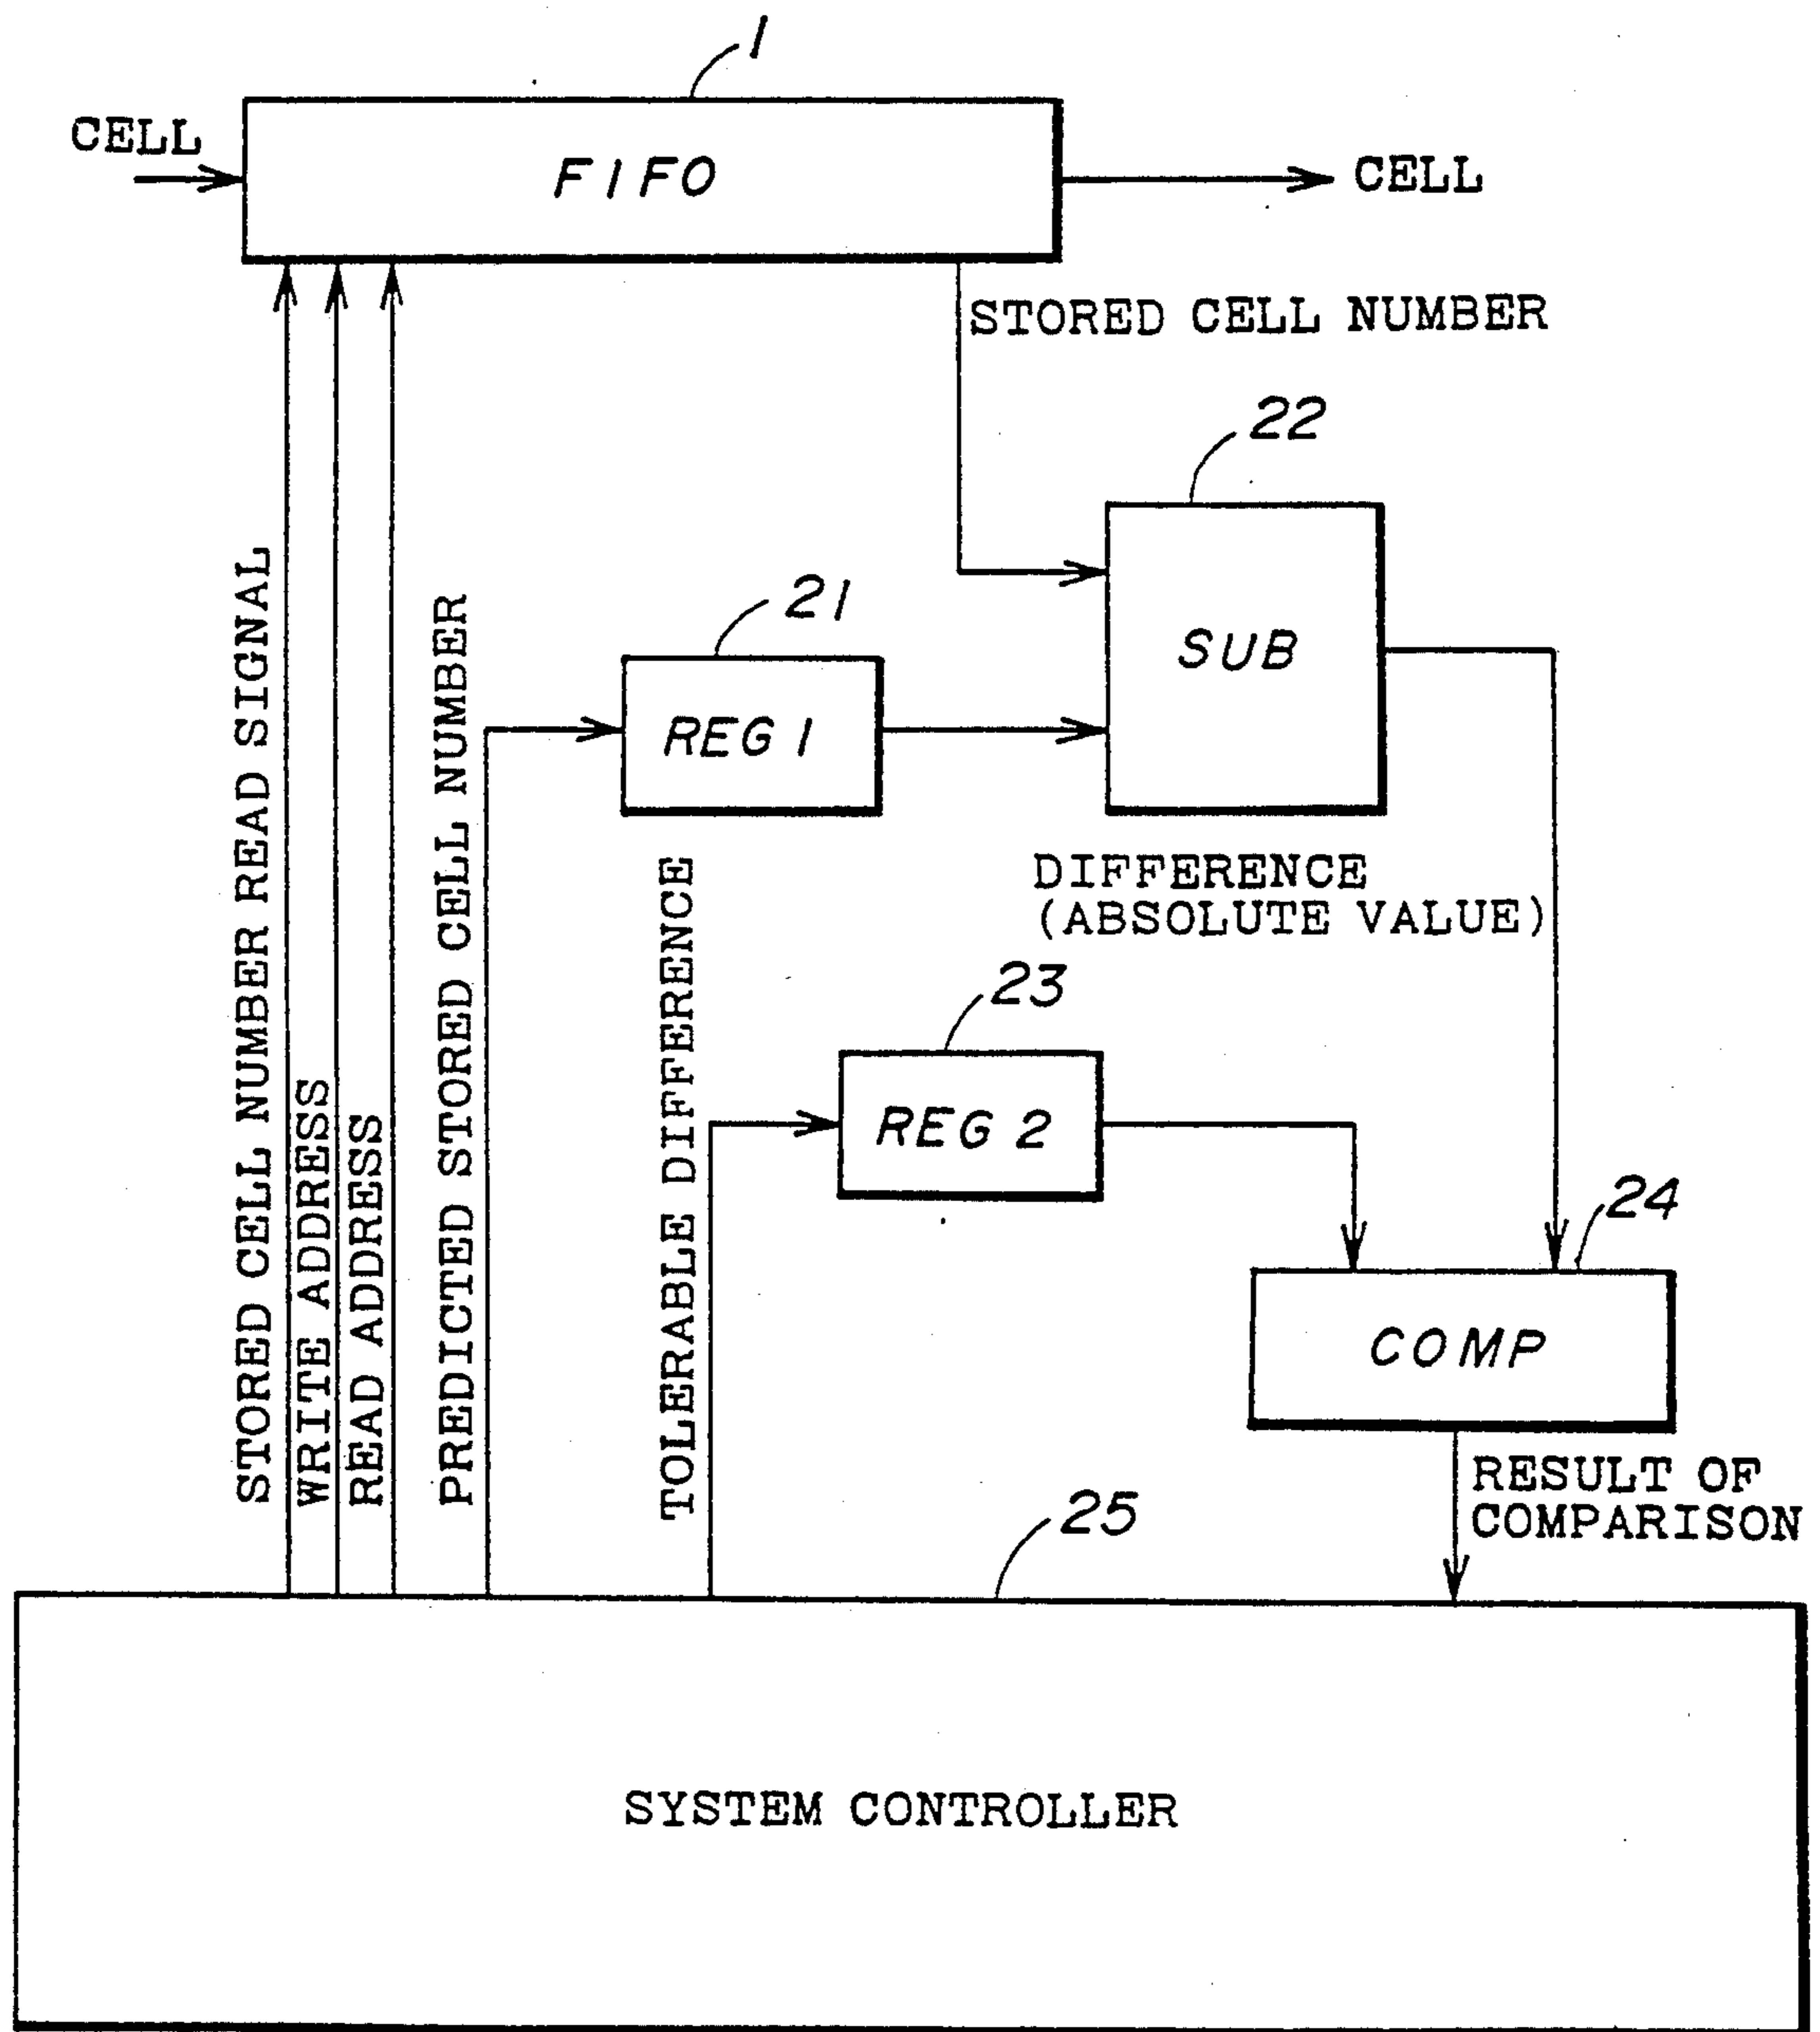 1
CELL
FIFO
CELL
STORED CELL NUMBER
22
SUB
21
REG 1
STORED CELL NUMBER READ SIGNAL
WRITE ADDRESS
READ ADDRESS
PREDICTED STORED CELL NUMBER
TOLERABLE DIFFERENCE
DIFFERENCE
(ABSOLUTE VALUE)
23
REG 2
24
COMP
RESULT OF
COMPARISON
25
SYSTEM CONTROLLER